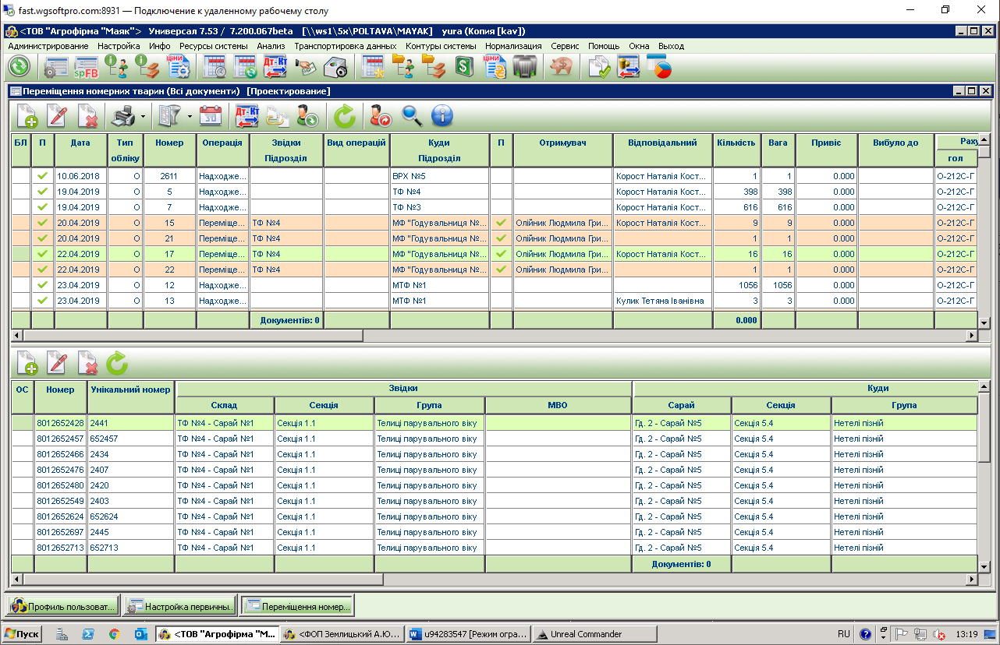 fast.wgsoftpro.com:8931 — Подключение к удаленному рабочему столу
<ТОВ "Агрофірма "Маяк"> Универсал 7.53 / 7.200.067beta [\\ws1\5x\POLTAVA\MAYAK] yura (Копия [kav])
Администрирование Настройка Инфо Ресурсы системы Анализ Транспортировка данных Контуры системы Нормализация Сервис Помощь Окна Выход
spFB ЦІНИ Дт-Кт ЦІНИ
Переміщення номерних тварин (Всі документи) [Проектирование]
30 Дт-Кт
БЛ П Дата Тип обліку Номер Операція Звідки Підрозділ Вид операцій Куди Підрозділ П Отримувач Відповідальний Кількість Вага Привіс Вибуло до Раху гол
10.06.2018 О 2611 Надходже... ВРХ №5 Корост Наталія Кост... 1 1 0.000 О-212С-Г
19.04.2019 О 5 Надходже... ТФ №4 Корост Наталія Кост... 398 398 0.000 О-212С-Г
19.04.2019 О 7 Надходже... ТФ №3 Корост Наталія Кост... 616 616 0.000 О-212С-Г
20.04.2019 О 15 Переміще... ТФ №4 МФ "Годувальниця №... Олійник Людмила Гри... Корост Наталія Кост... 9 9 0.000 О-212С-Г
20.04.2019 О 21 Переміще... ТФ №4 МФ "Годувальниця №... Олійник Людмила Гри... 1 1 0.000 О-212С-Г
22.04.2019 О 17 Переміще... ТФ №4 МФ "Годувальниця №... Олійник Людмила Гри... Корост Наталія Кост... 16 16 0.000 О-212С-Г
22.04.2019 О 22 Переміще... ТФ №4 МФ "Годувальниця №... Олійник Людмила Гри... 1 1 0.000 О-212С-Г
23.04.2019 О 12 Надходже... МТФ №1 1056 1056 0.000 О-212С-Г
23.04.2019 О 13 Надходже... МТФ №1 Кулик Тетяна Іванівна 3 3 0.000 О-212С-Г
Документів: 0 0.000
ОС Номер Унікальний номер Звідки Куди
Склад Секція Група МВО Сарай Секція Група
8012652428 2441 ТФ №4 - Сарай №1 Секція 1.1 Телиці парувального віку Гд. 2 - Сарай №5 Секція 5.4 Нетелі пізній
8012652457 652457 ТФ №4 - Сарай №1 Секція 1.1 Телиці парувального віку Гд. 2 - Сарай №5 Секція 5.4 Нетелі пізній
8012652466 2434 ТФ №4 - Сарай №1 Секція 1.1 Телиці парувального віку Гд. 2 - Сарай №5 Секція 5.4 Нетелі пізній
8012652476 2407 ТФ №4 - Сарай №1 Секція 1.1 Телиці парувального віку Гд. 2 - Сарай №5 Секція 5.4 Нетелі пізній
8012652480 2420 ТФ №4 - Сарай №1 Секція 1.1 Телиці парувального віку Гд. 2 - Сарай №5 Секція 5.4 Нетелі пізній
8012652549 2403 ТФ №4 - Сарай №1 Секція 1.1 Телиці парувального віку Гд. 2 - Сарай №5 Секція 5.4 Нетелі пізній
8012652624 652624 ТФ №4 - Сарай №1 Секція 1.1 Телиці парувального віку Гд. 2 - Сарай №5 Секція 5.4 Нетелі пізній
8012652697 2445 ТФ №4 - Сарай №1 Секція 1.1 Телиці парувального віку Гд. 2 - Сарай №5 Секція 5.4 Нетелі пізній
8012652713 652713 ТФ №4 - Сарай №1 Секція 1.1 Телиці парувального віку Гд. 2 - Сарай №5 Секція 5.4 Нетелі пізній
Документів: 0
Профиль пользоват... Настройка первичны... Переміщення номер...
Пуск <ТОВ "Агрофірма "М... <ФОП Землицький А.Ю... u94283547 [Режим огра... Unreal Commander RU 13:19